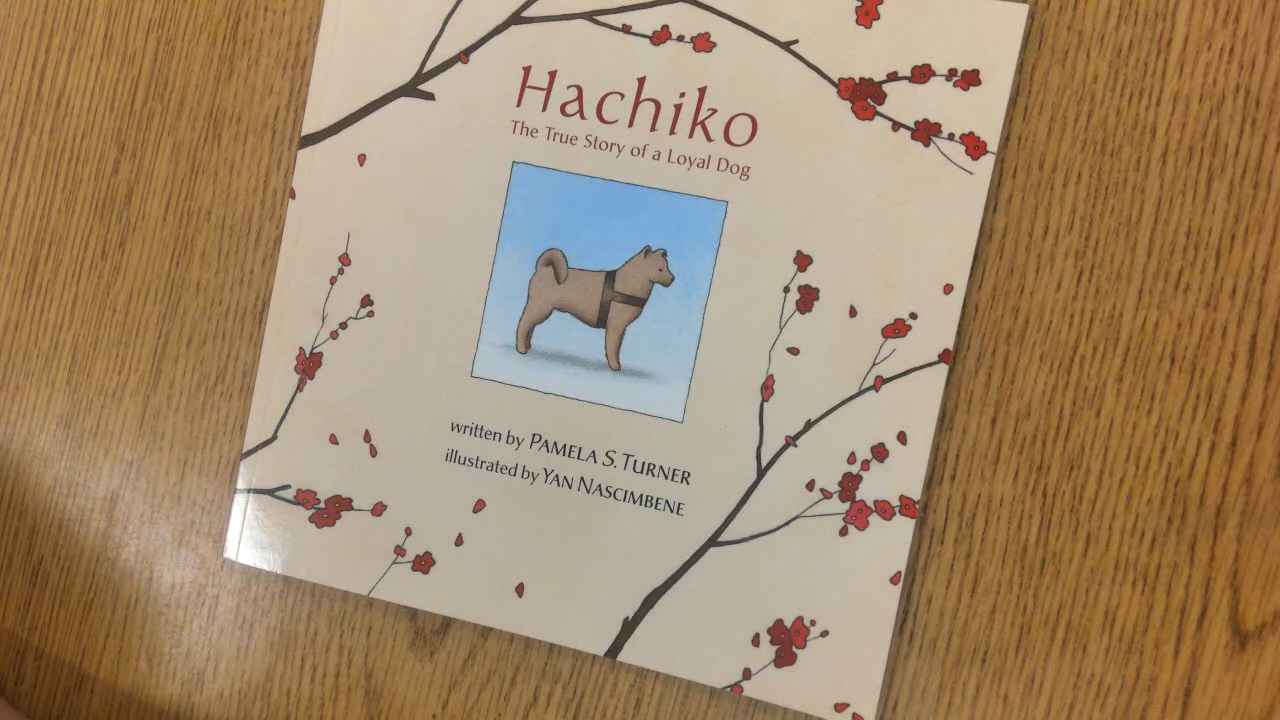 Hachiko
The True Story of a Loyal Dog
written by PAMELA S. TURNER
illustrated by YAN NASCIMBENE